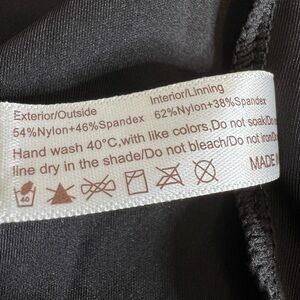 Exterior/Outside Interior/Linning
54%Nylon+46%Spandex 62%Nylon+38%Spandex
Hand wash 40°C,with like colors,Do not soak/Do
line dry in the shade/Do not bleach/Do not iron/Do
40
MADE